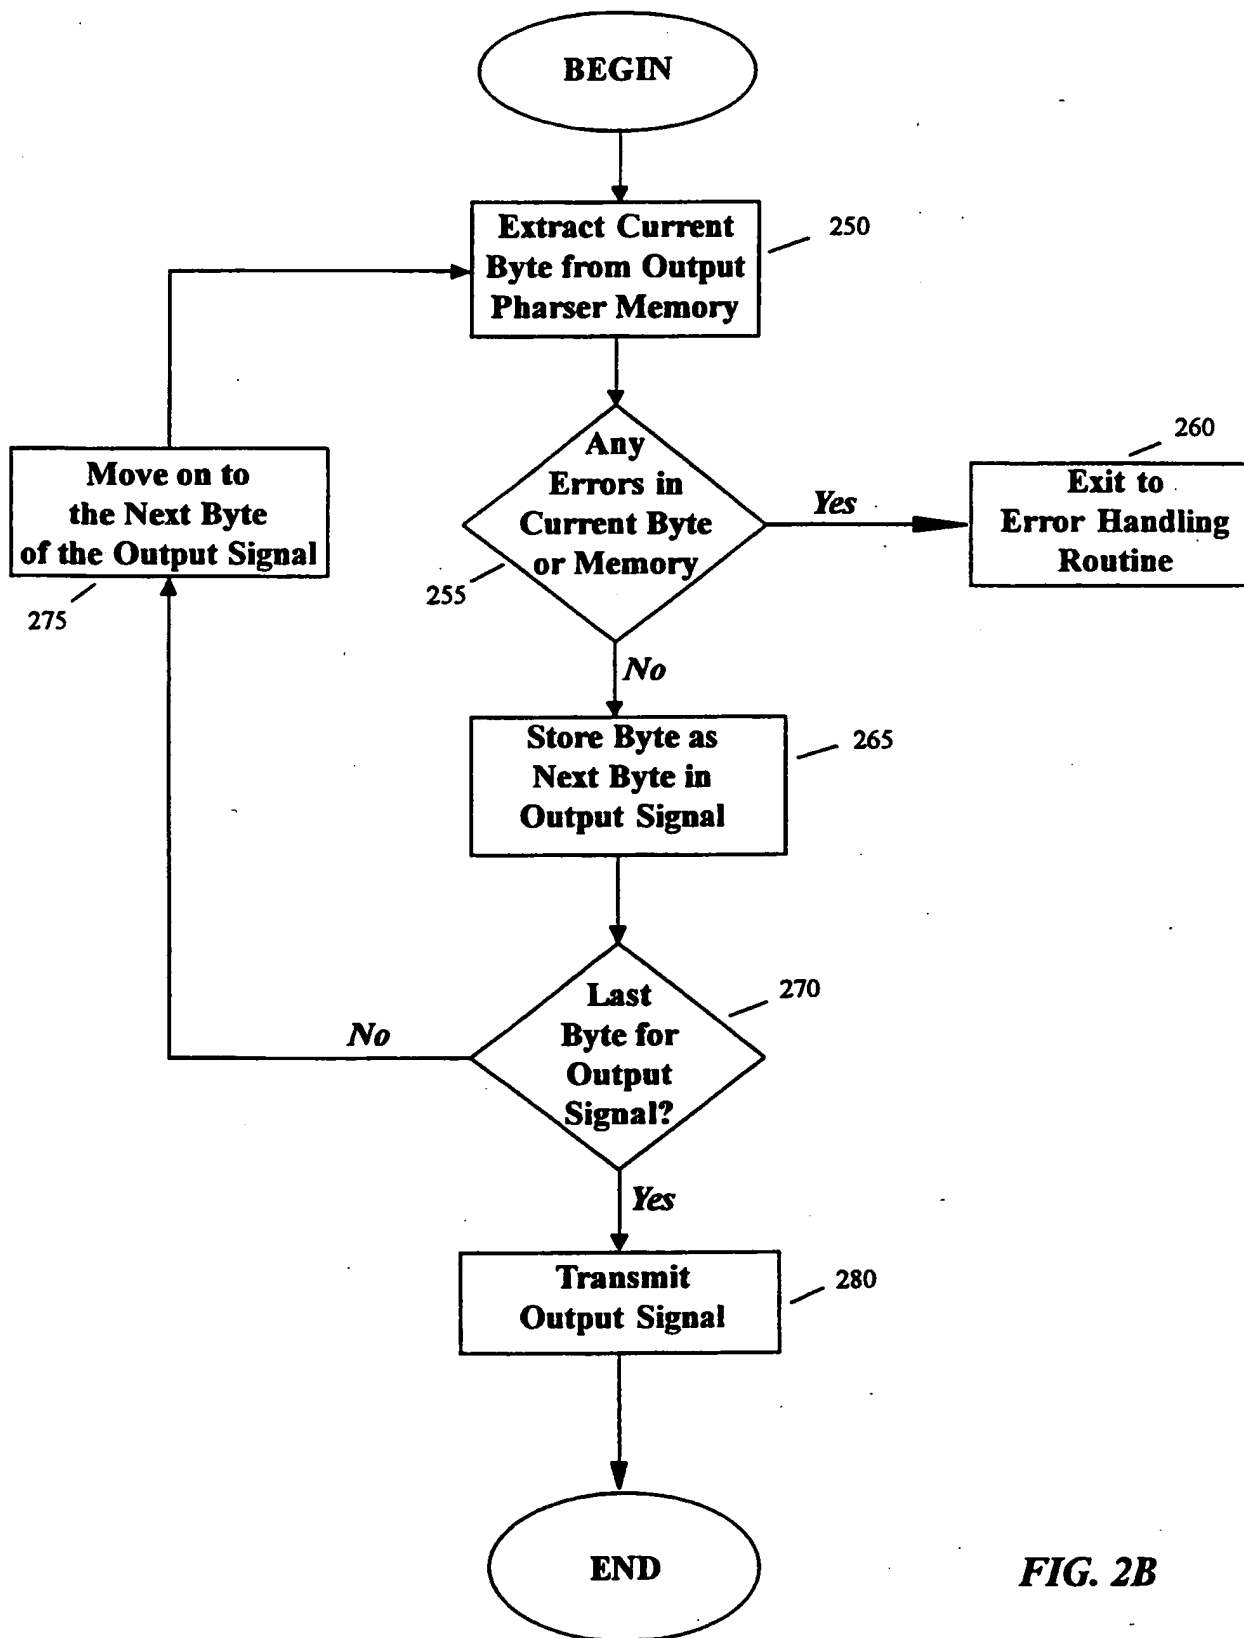 BEGIN
Extract Current
Byte from Output
Pharser Memory
250
Any
Errors in
Current Byte
or Memory
255
Yes
260
Exit to
Error Handling
Routine
Move on to
the Next Byte
of the Output Signal
275
No
Store Byte as
Next Byte in
Output Signal
265
Last
Byte for
Output
Signal?
270
No
Yes
Transmit
Output Signal
280
END
FIG. 2B